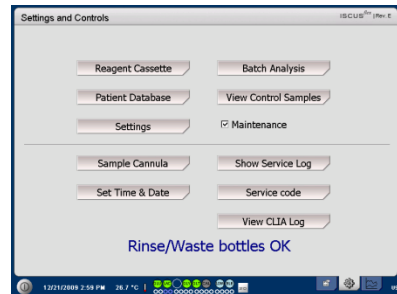 Settings and Controls
ISCUSflex | Rev. E
Reagent Cassette
Batch Analysis
Patient Database
View Control Samples
Settings
Maintenance
Sample Cannula
Show Service Log
Set Time & Date
Service code
View CLIA Log
Rinse/Waste bottles OK
12/21/2009 2:59 PM 26.7 °C